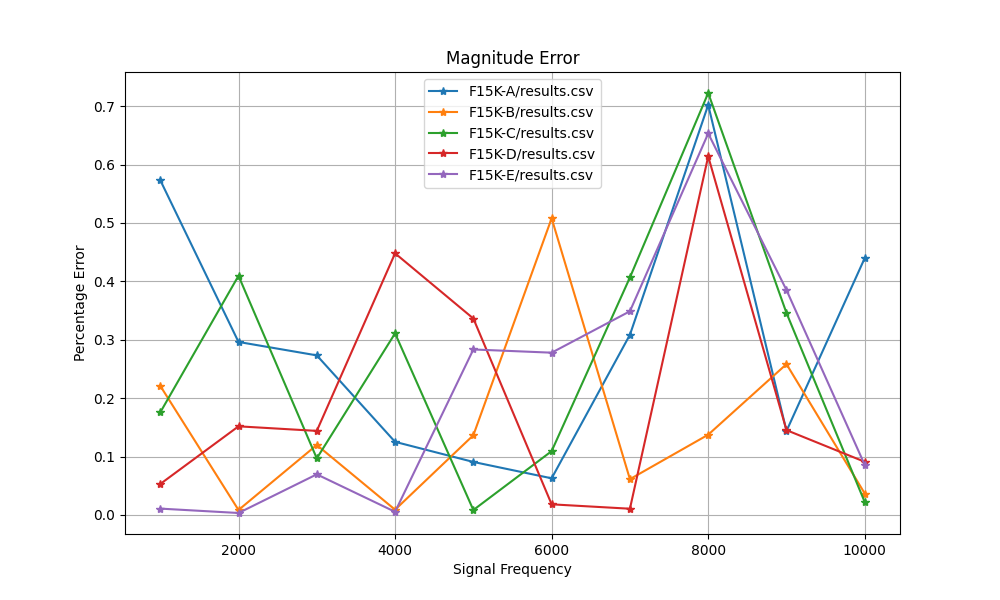 Magnitude Error
F15K-A/results.csv
F15K-B/results.csv
F15K-C/results.csv
F15K-D/results.csv
F15K-E/results.csv
Percentage Error
0.7
0.6
0.5
0.4
0.3
0.2
0.1
0.0
2000 4000 6000 8000 10000
Signal Frequency